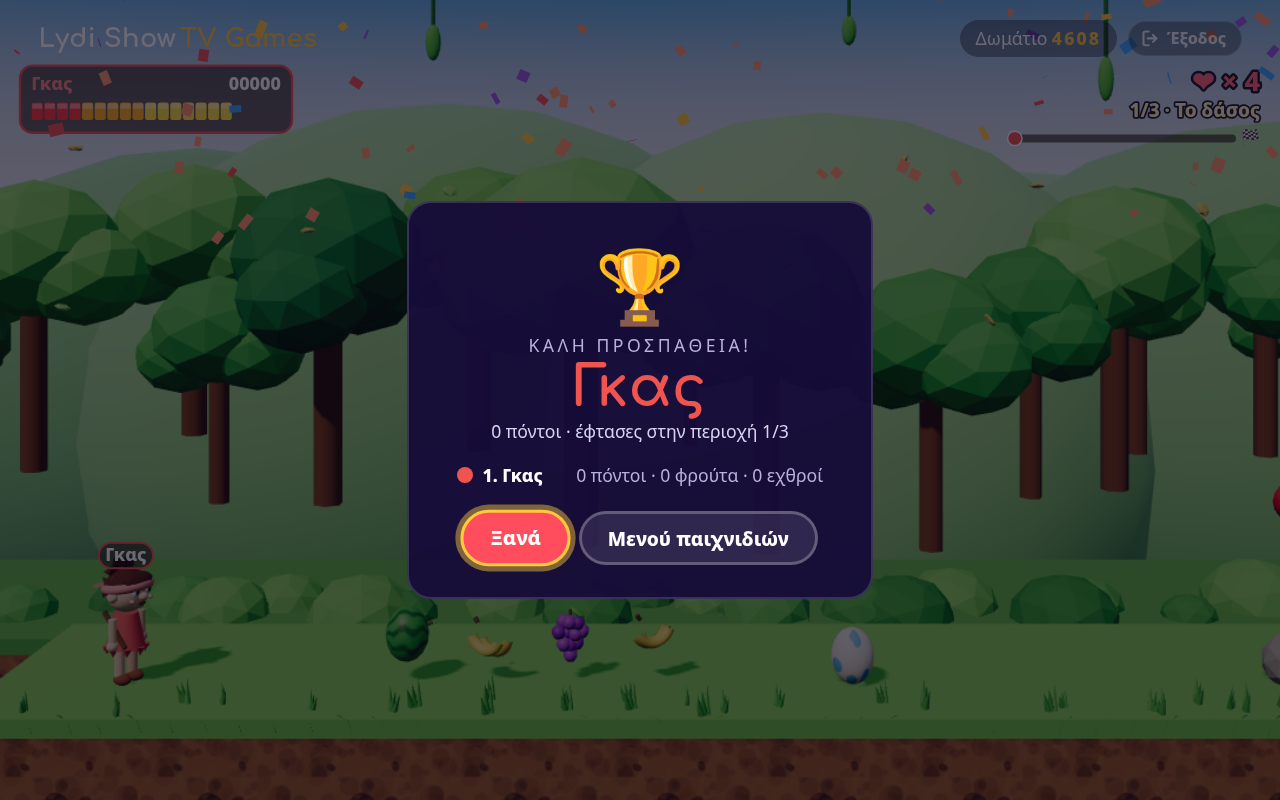 Lydi Show TV Games
Δωμάτιο 4608
Έξοδος
Γκας 00000
× 4
1/3 · Το δάσος
ΚΑΛΗ ΠΡΟΣΠΑΘΕΙΑ!
Γκας
0 πόντοι · έφτασες στην περιοχή 1/3
1. Γκας 0 πόντοι · 0 φρούτα · 0 εχθροί
Ξανά
Μενού παιχνιδιών
Γκας